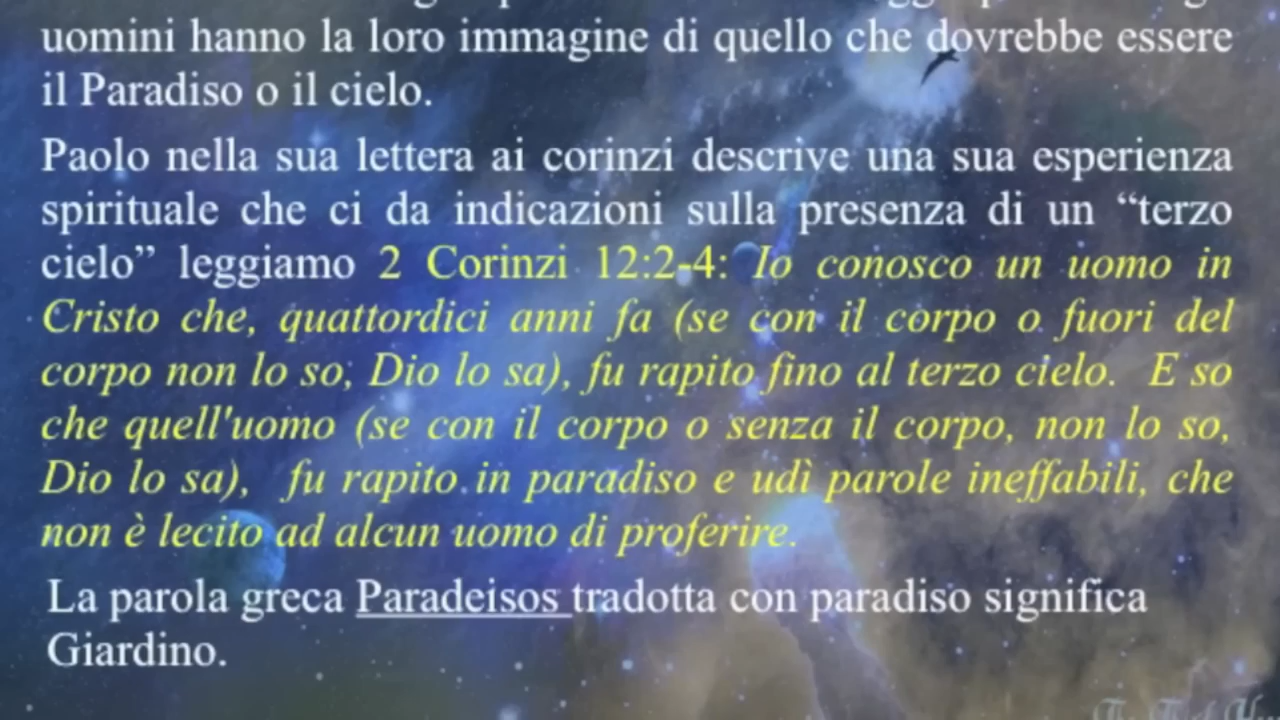 uomini hanno la loro immagine di quello che dovrebbe essere
il Paradiso o il cielo.
Paolo nella sua lettera ai corinzi descrive una sua esperienza
spirituale che ci da indicazioni sulla presenza di un “terzo
cielo” leggiamo 2 Corinzi 12:2-4: Io conosco un uomo in
Cristo che, quattordici anni fa (se con il corpo o fuori del
corpo non lo so, Dio lo sa), fu rapito fino al terzo cielo. E so
che quell'uomo (se con il corpo o senza il corpo, non lo so,
Dio lo sa), fu rapito in paradiso e udì parole ineffabili, che
non è lecito ad alcun uomo di proferire.
La parola greca Paradeisos tradotta con paradiso significa
Giardino.